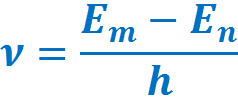 ν = (Eₘ − Eₙ) / h